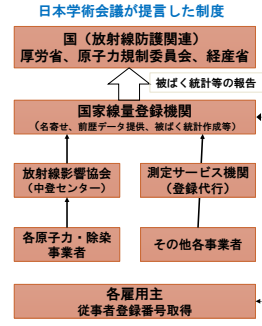 日本学術会議が提言した制度
国（放射線防護関連）
厚労省、原子力規制委員会、経産省
被ばく統計等の報告
国家線量登録機関
（名寄せ、前歴データ提供、被ばく統計作成等）
放射線影響協会
（中登センター）
測定サービス機関
（登録代行）
各原子力・除染
事業者
その他各事業者
各雇用主
従事者登録番号取得